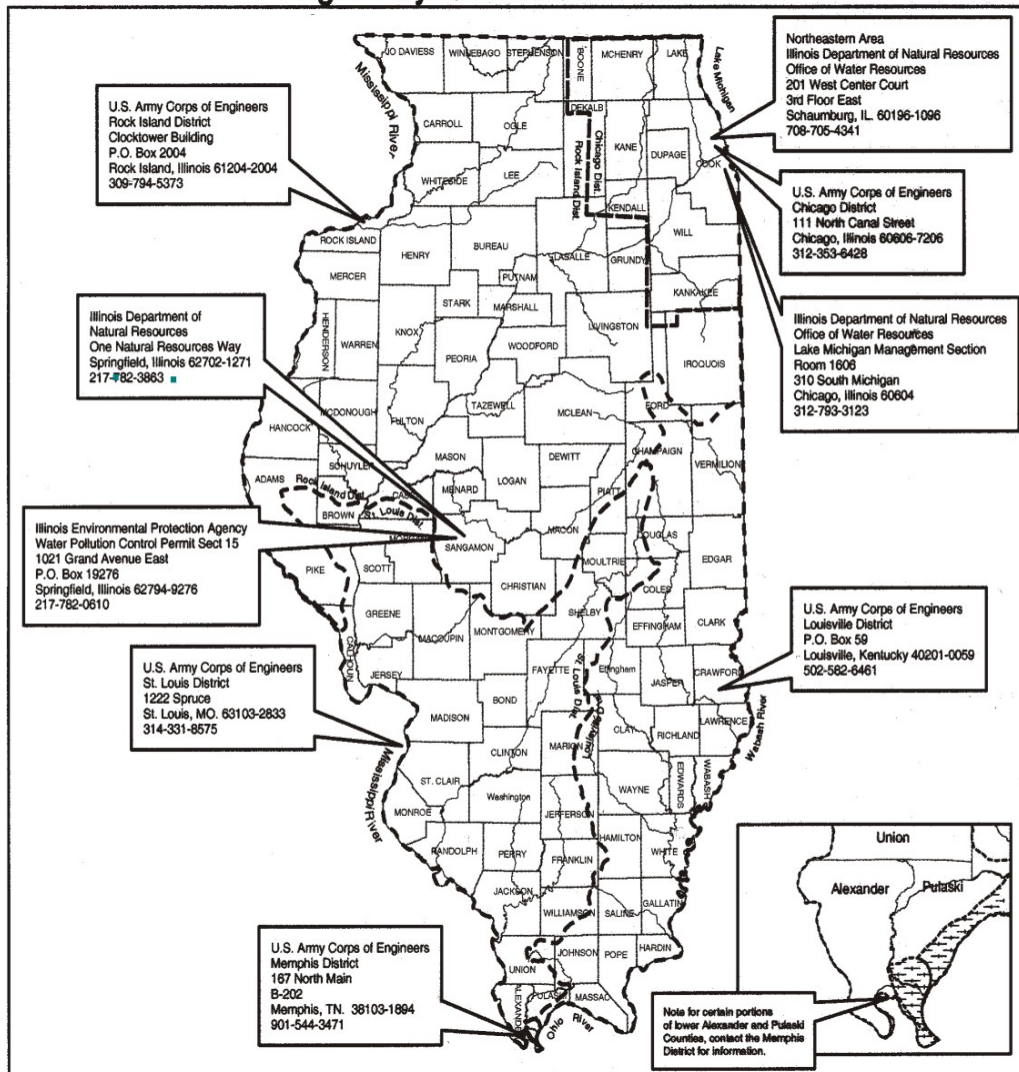 Northeastern Area
Illinois Department of Natural Resources
Office of Water Resources
201 West Center Court
3rd Floor East
Schaumburg, IL. 60196-1096
708-705-4341
U.S. Army Corps of Engineers
Rock Island District
Clocktower Building
P.O. Box 2004
Rock Island, Illinois 61204-2004
309-794-5373
U.S. Army Corps of Engineers
Chicago District
111 North Canal Street
Chicago, Illinois 60606-7206
312-353-6428
Illinois Department of
Natural Resources
One Natural Resources Way
Springfield, Illinois 62702-1271
217-782-3863
Illinois Department of Natural Resources
Office of Water Resources
Lake Michigan Management Section
Room 1606
310 South Michigan
Chicago, Illinois 60604
312-793-3123
Illinois Environmental Protection Agency
Water Pollution Control Permit Sect 15
1021 Grand Avenue East
P.O. Box 19276
Springfield, Illinois 62794-9276
217-782-0610
U.S. Army Corps of Engineers
Louisville District
P.O. Box 59
Louisville, Kentucky 40201-0059
502-582-6461
U.S. Army Corps of Engineers
St. Louis District
1222 Spruce
St. Louis, MO. 63103-2833
314-331-8575
U.S. Army Corps of Engineers
Memphis District
167 North Main
B-202
Memphis, TN. 38103-1894
901-544-3471
JO DAVIESS
WINNEBAGO
STEPHENSON
BOONE
MCHENRY
LAKE
Lake Michigan
Mississippi River
CARROLL
OGLE
DEKALB
KANE
DUPAGE
COOK
Chicago Dist.
Rock Island Dist.
WHITESIDE
LEE
KENDALL
WILL
ROCK ISLAND
HENRY
BUREAU
LASALLE
GRUNDY
MERCER
PUTNAM
KANKAKEE
STARK
MARSHALL
LIVINGSTON
HENDERSON
WARREN
KNOX
PEORIA
WOODFORD
IROQUOIS
HANCOCK
MCDONOUGH
FULTON
TAZEWELL
MCLEAN
FORD
SCHUYLER
MASON
DEWITT
CHAMPAIGN
VERMILION
ADAMS
Rock Island Dist.
BROWN
St. Louis Dist.
MENARD
LOGAN
PIATT
MACON
SANGAMON
DOUGLAS
EDGAR
PIKE
SCOTT
CHRISTIAN
MOULTRIE
COLES
GREENE
MACOUPIN
MONTGOMERY
SHELBY
EFFINGHAM
CLARK
CALHOUN
JERSEY
FAYETTE
Effingham
JASPER
CRAWFORD
St. Louis Dist.
MADISON
BOND
CLAY
RICHLAND
LAWRENCE
Wabash River
Mississippi River
CLINTON
MARION
ST. CLAIR
Washington
WAYNE
EDWARDS
WABASH
MONROE
JEFFERSON
RANDOLPH
PERRY
HAMILTON
WHITE
FRANKLIN
JACKSON
WILLIAMSON
SALINE
GALLATIN
UNION
JOHNSON
POPE
HARDIN
ALEXANDER
PULASKI
MASSAC
Ohio River
Union
Alexander
Pulaski
Note for certain portions
of lower Alexander and Pulaski
Counties, contact the Memphis
District for information.